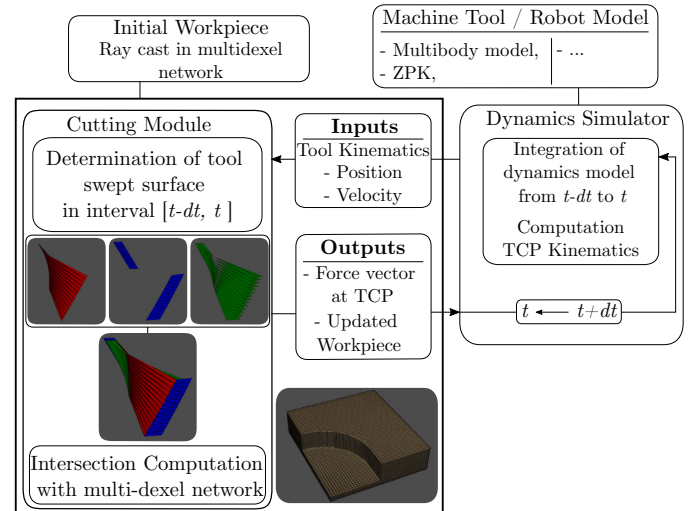 Initial Workpiece
Ray cast in multidexel
network
Machine Tool / Robot Model
- Multibody model,
- ZPK,
- ...
Cutting Module
Determination of tool
swept surface
in interval [t-dt, t ]
Inputs
Tool Kinematics
- Position
- Velocity
Outputs
- Force vector
at TCP
- Updated
Workpiece
Dynamics Simulator
Integration of
dynamics model
from t-dt to t
Computation
TCP Kinematics
t t+dt
Intersection Computation
with multi-dexel network